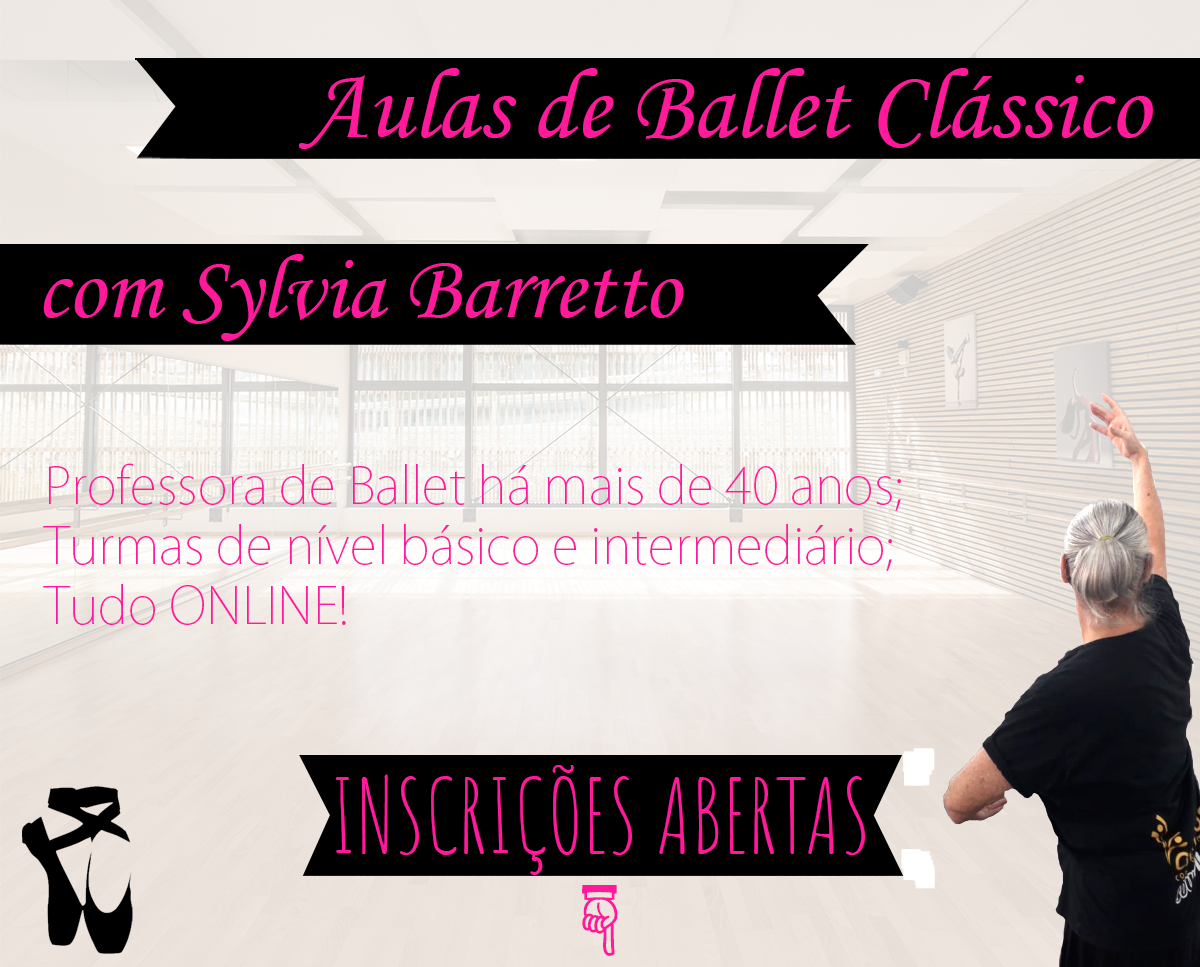 Aulas de Ballet Clássico
com Sylvia Barretto
Professora de Ballet há mais de 40 anos;
Turmas de nível básico e intermediário;
Tudo ONLINE!
INSCRIÇÕES ABERTAS